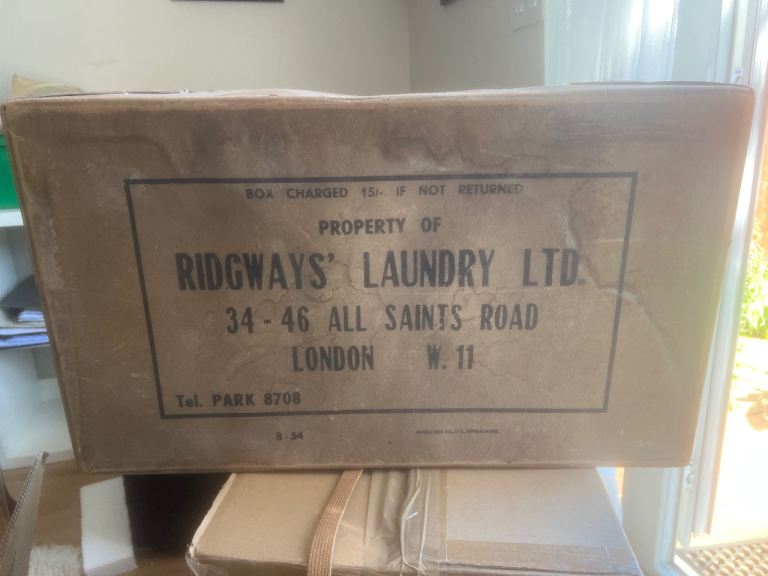 BOX CHARGED 15/- IF NOT RETURNED
PROPERTY OF
RIDGWAYS' LAUNDRY LTD.
34-46 ALL SAINTS ROAD
LONDON W.11
Tel. PARK 8708
8-54